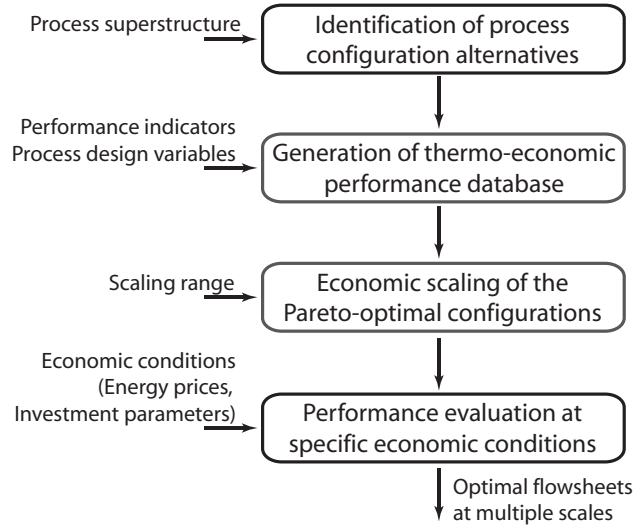 Process superstructure
Identification of process
configuration alternatives
Performance indicators
Process design variables
Generation of thermo-economic
performance database
Scaling range
Economic scaling of the
Pareto-optimal configurations
Economic conditions
(Energy prices,
Investment parameters)
Performance evaluation at
specific economic conditions
Optimal flowsheets
at multiple scales